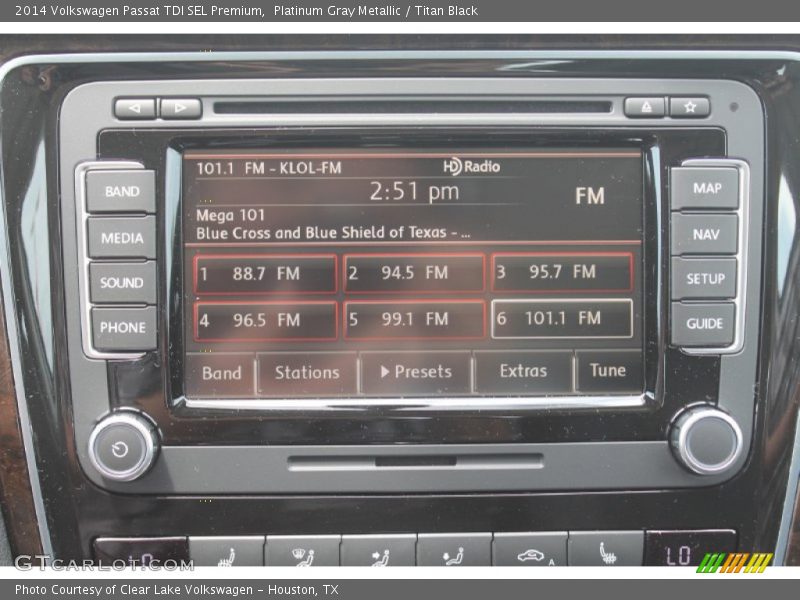 2014 Volkswagen Passat TDI SEL Premium,  Platinum Gray Metallic / Titan Black
101.1 FM - KLOL-FM HD Radio
2:51 pm
FM
Mega 101
Blue Cross and Blue Shield of Texas - ...
BAND
MEDIA
SOUND
PHONE
MAP
NAV
SETUP
GUIDE
1 88.7 FM
2 94.5 FM
3 95.7 FM
4 96.5 FM
5 99.1 FM
6 101.1 FM
Band Stations Presets Extras Tune
LO
A
LO
GTcarlot.com
Photo Courtesy of Clear Lake Volkswagen – Houston, TX